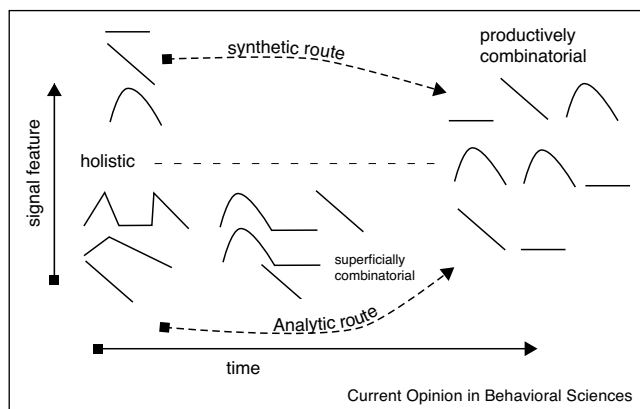 synthetic route
productively
combinatorial
signal feature
holistic
superficially
combinatorial
Analytic route
time
Current Opinion in Behavioral Sciences